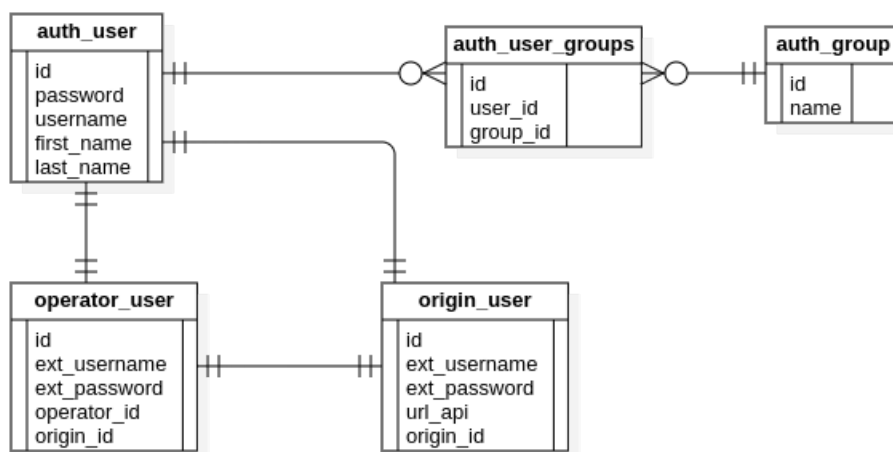 auth_user
id
password
username
first_name
last_name
auth_user_groups
id
user_id
group_id
auth_group
id
name
operator_user
id
ext_username
ext_password
operator_id
origin_id
origin_user
id
ext_username
ext_password
url_api
origin_id